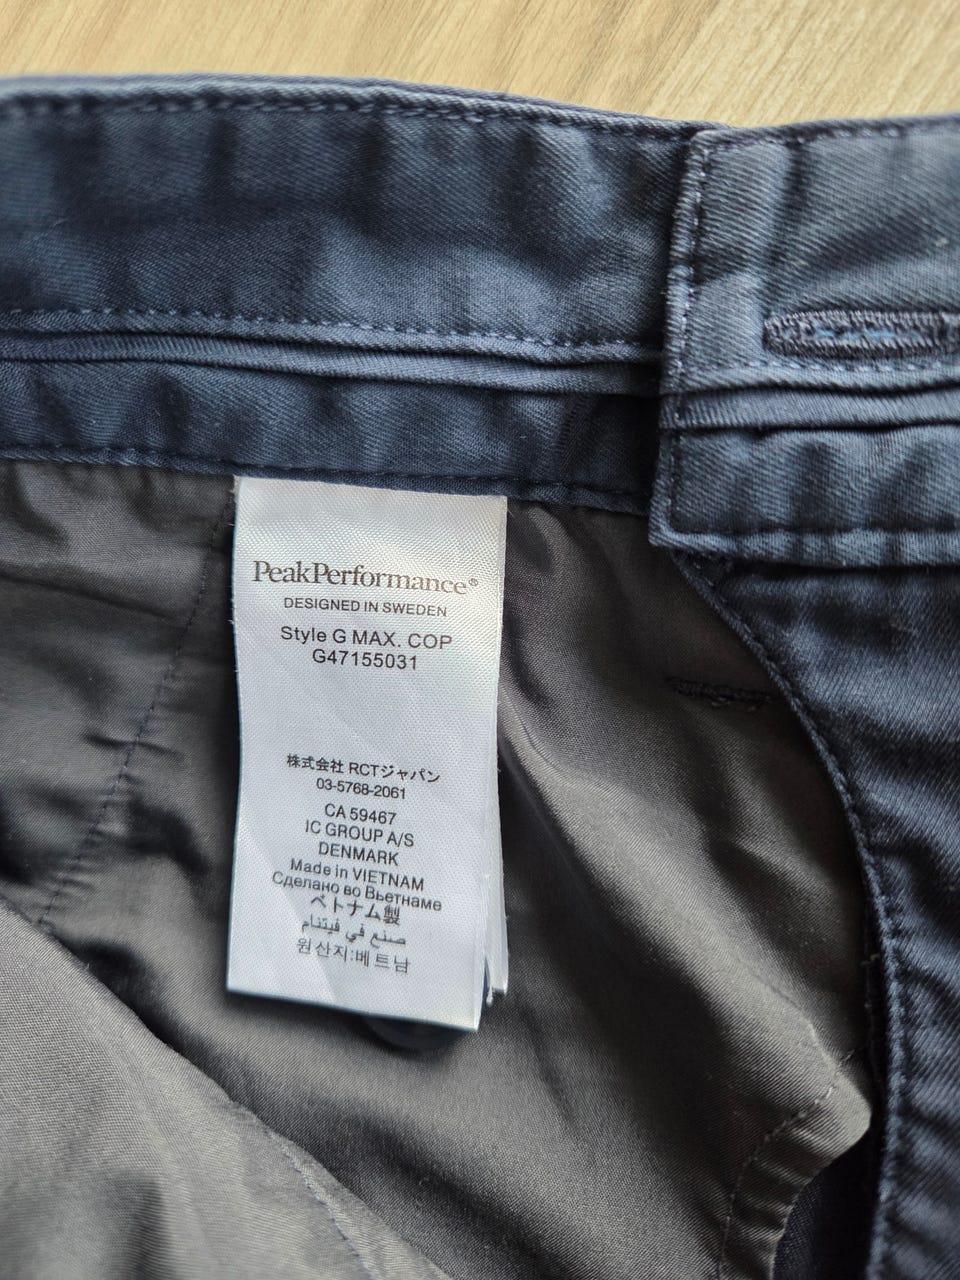 PeakPerformance®
DESIGNED IN SWEDEN
Style G MAX. COP
G47155031
株式会社 RCTジャパン
03-5768-2061
CA 59467
IC GROUP A/S
DENMARK
Made in VIETNAM
Сделано во Вьетнаме
ベトナム製
صنع في فيتنام
원산지:베트남